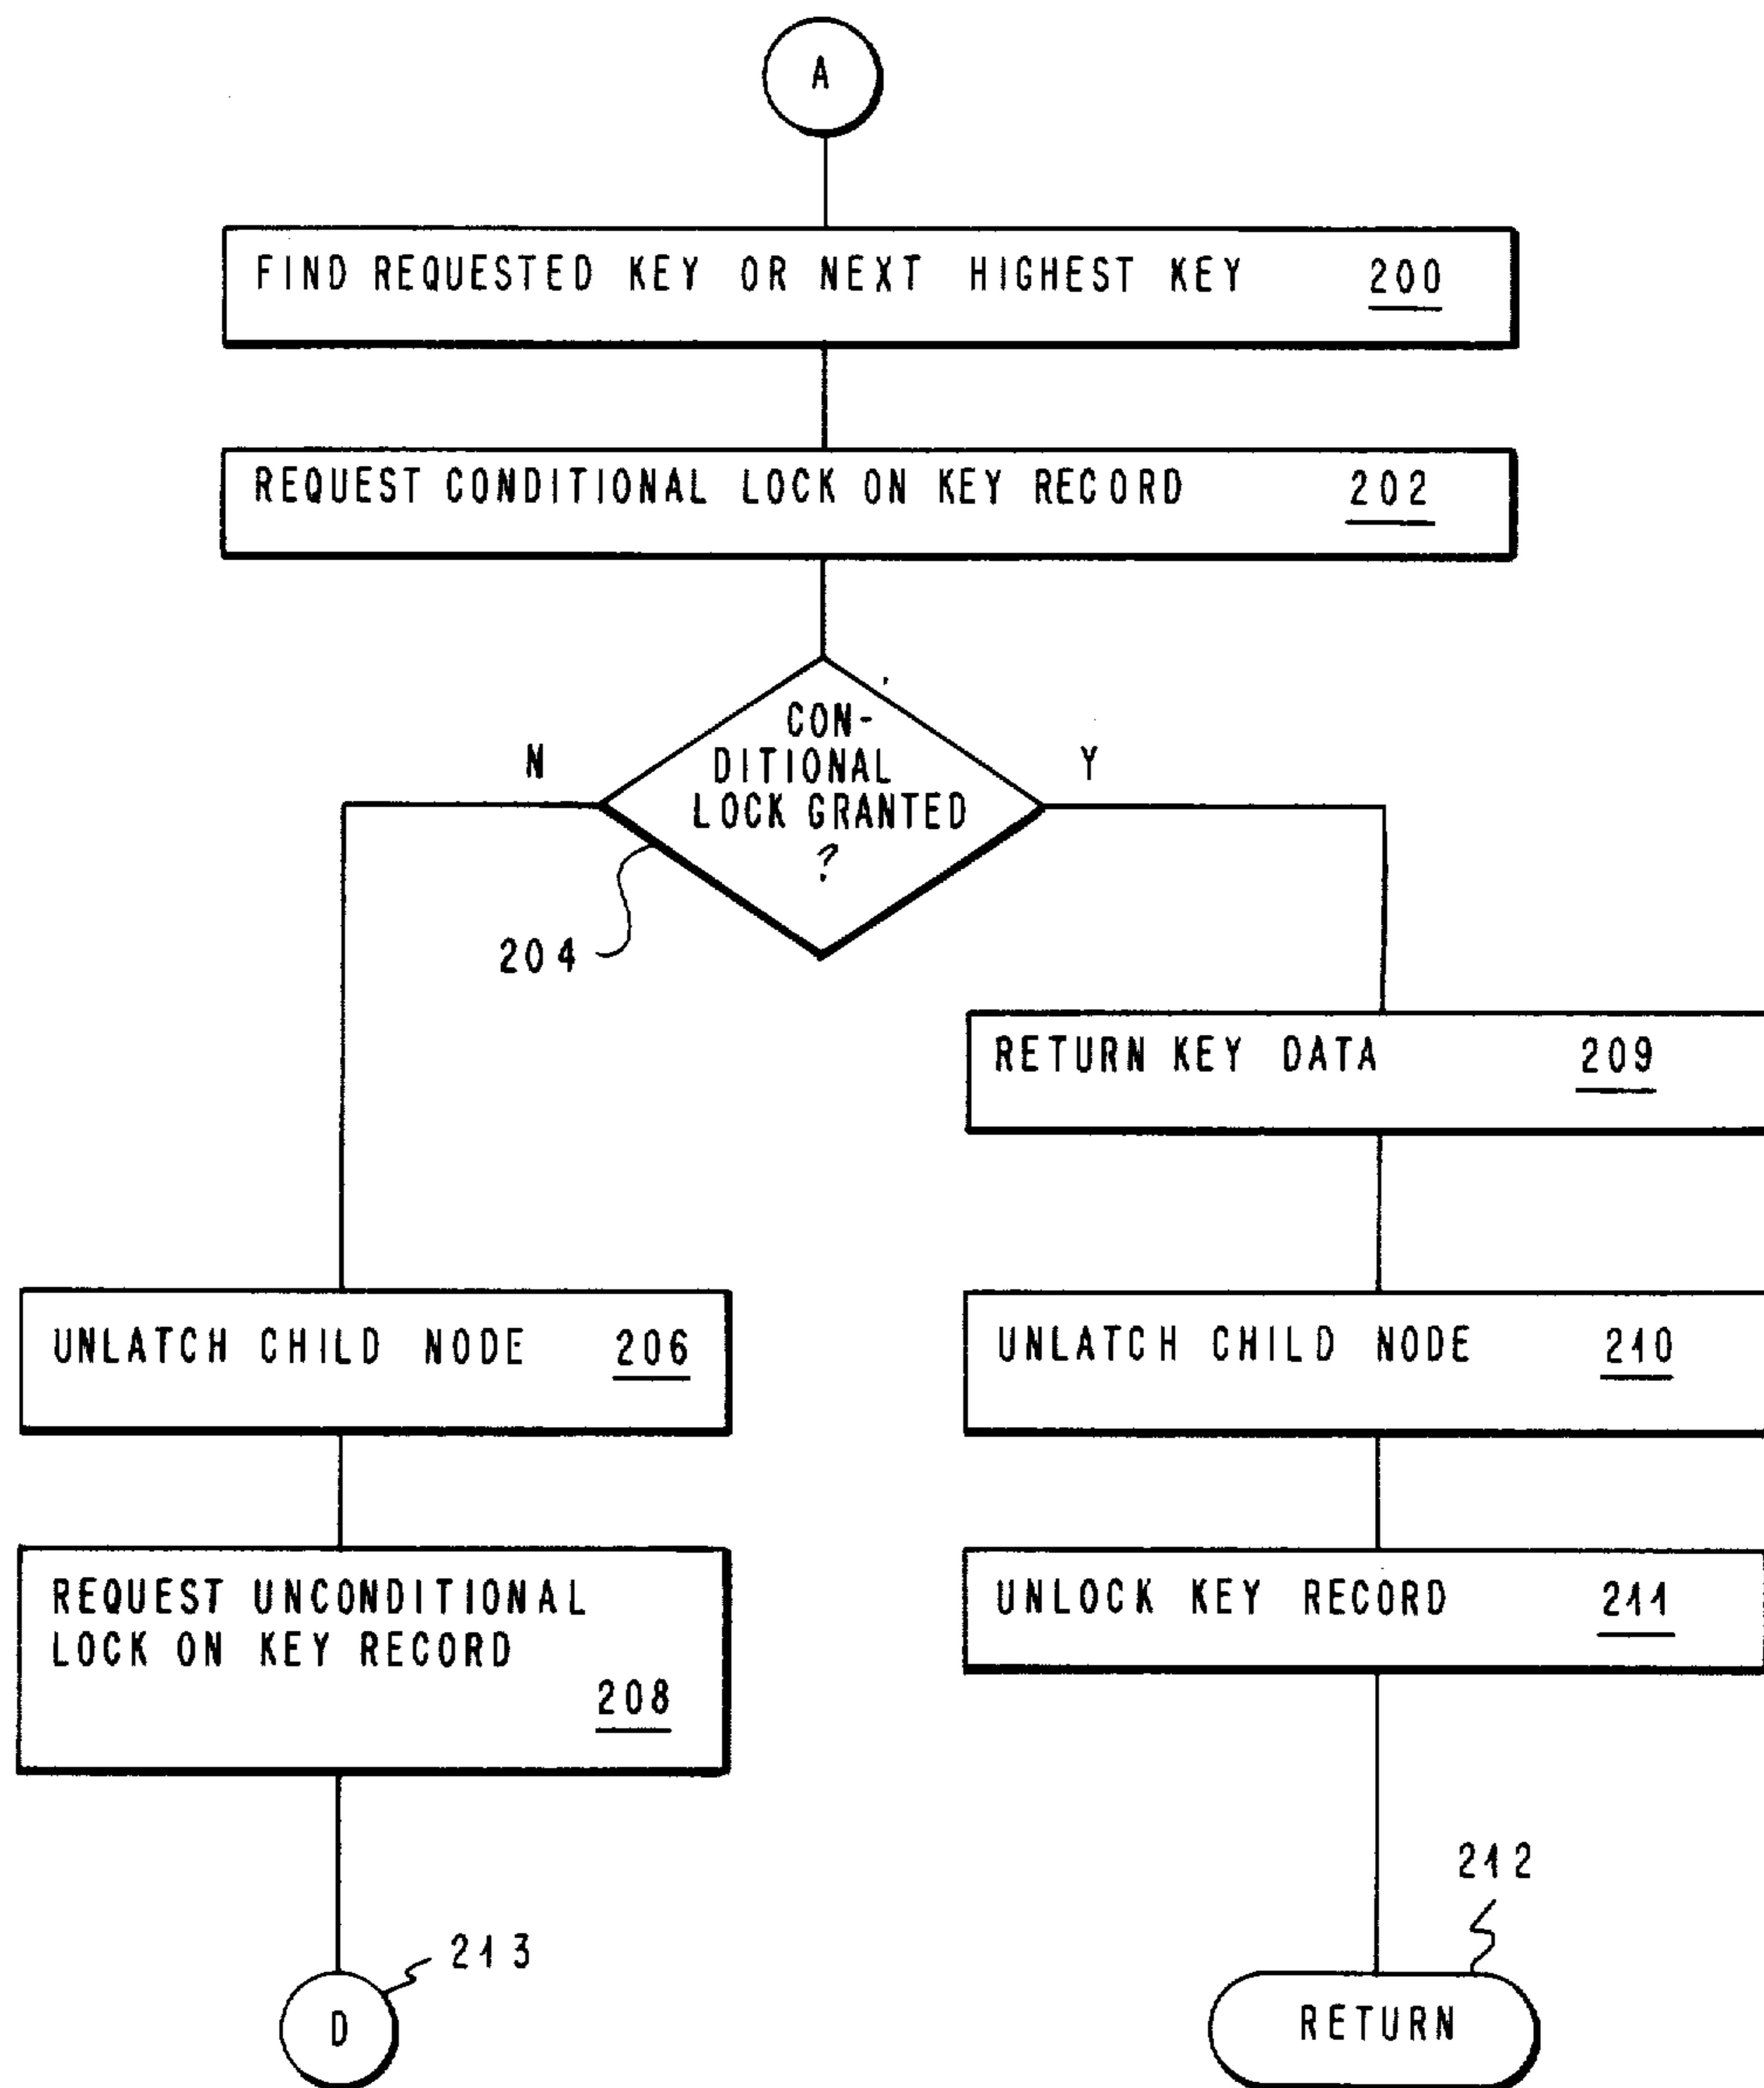 A
FIND REQUESTED KEY OR NEXT HIGHEST KEY 200
REQUEST CONDITIONAL LOCK ON KEY RECORD 202
CON-
DITIONAL
LOCK GRANTED
?
N
Y
204
RETURN KEY DATA 209
UNLATCH CHILD NODE 206
UNLATCH CHILD NODE 210
REQUEST UNCONDITIONAL
LOCK ON KEY RECORD
208
UNLOCK KEY RECORD 211
212
213
D
RETURN